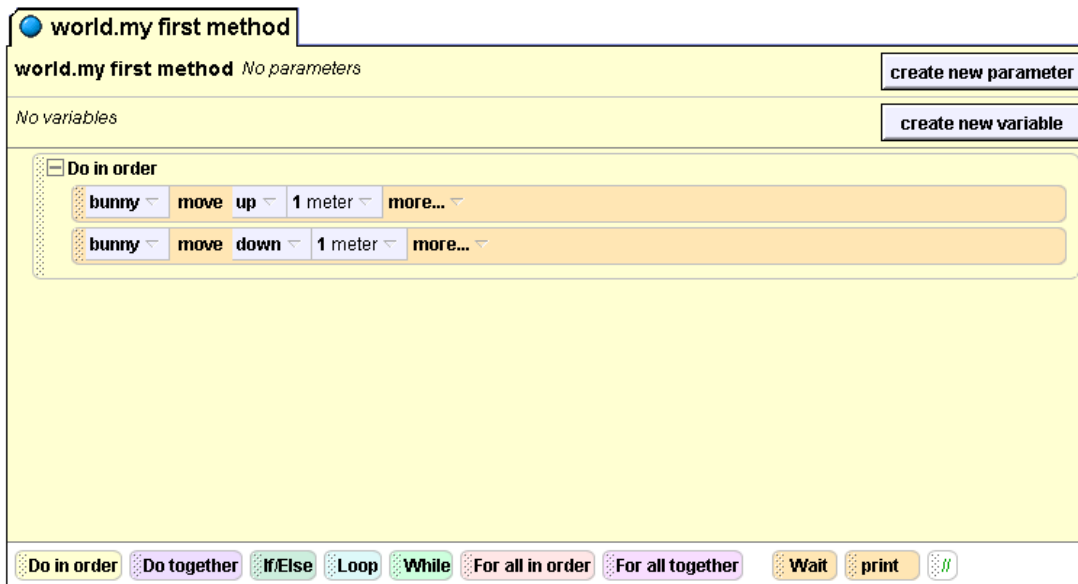 world.my first method
world.my first method No parameters create new parameter
No variables create new variable
Do in order
bunny move up 1 meter more...
bunny move down 1 meter more...
Do in order Do together If/Else Loop While For all in order For all together Wait print //